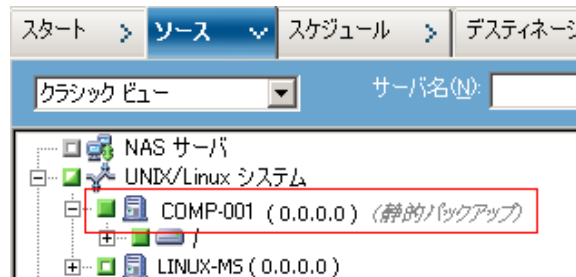 スタート ソース スケジュール デスティネーシ
クラシック ビュー サーバ名(N):
NAS サーバ
UNIX/Linux システム
COMP-001 (0.0.0.0) (静的バックアップ)
/
LINUX-MS (0.0.0.0)